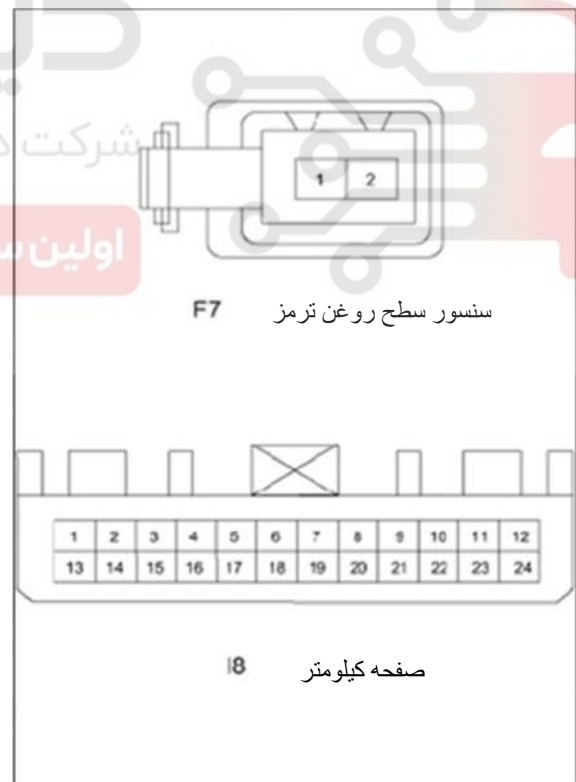 شرکت
اولین
1 2
F7 سنسور سطح روغن ترمز
1 2 3 4 5 6 7 8 9 10 11 12
13 14 15 16 17 18 19 20 21 22 23 24
I8 صفحه کیلومتر